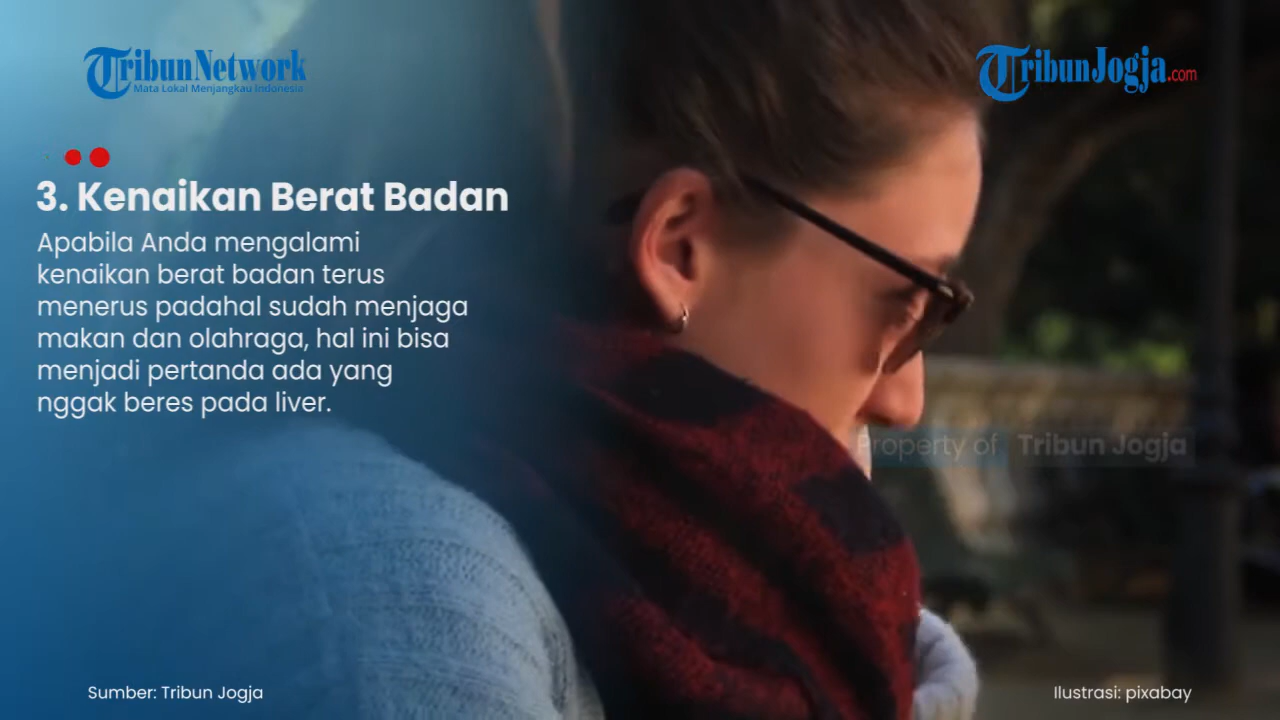 TribunNetwork
Mata Lokal Menjangkau Indonesia
TribunJogja.com
3. Kenaikan Berat Badan
Apabila Anda mengalami
kenaikan berat badan terus
menerus padahal sudah menjaga
makan dan olahraga, hal ini bisa
menjadi pertanda ada yang
nggak beres pada liver.
Property of Tribun Jogja
Sumber: Tribun Jogja
Ilustrasi: pixabay